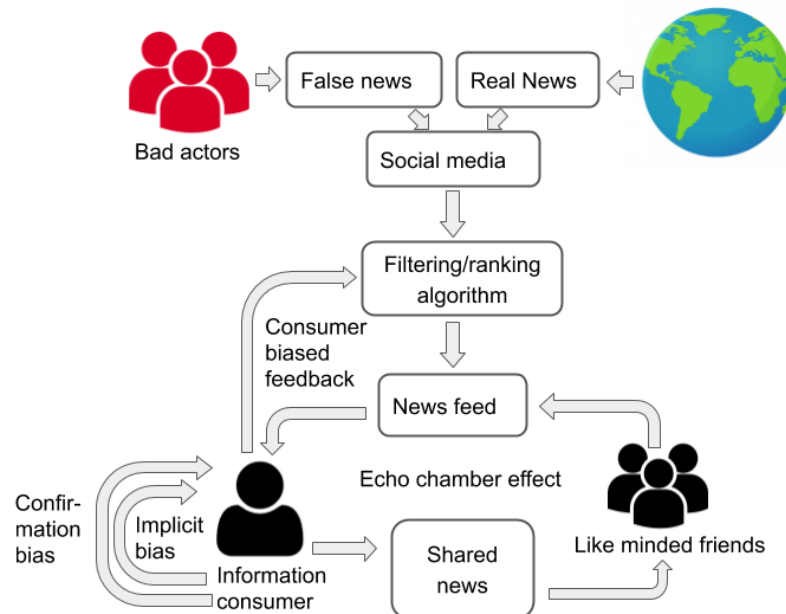 False news
Real News
Bad actors
Social media
Filtering/ranking
algorithm
Consumer
biased
feedback
News feed
Echo chamber effect
Confir-
mation
bias
Implicit
bias
Information
consumer
Shared
news
Like minded friends